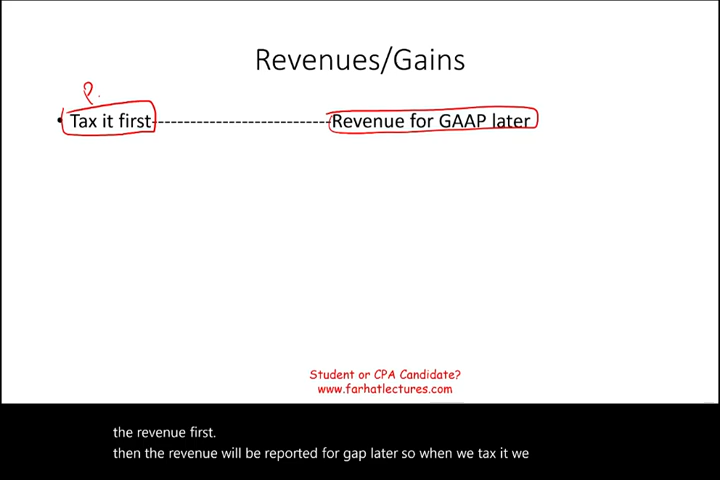 Revenues/Gains
P.
• Tax it first-----------------------------Revenue for GAAP later
Student or CPA Candidate?
www.farhatlectures.com
the revenue first.
then the revenue will be reported for gap later so when we tax it we